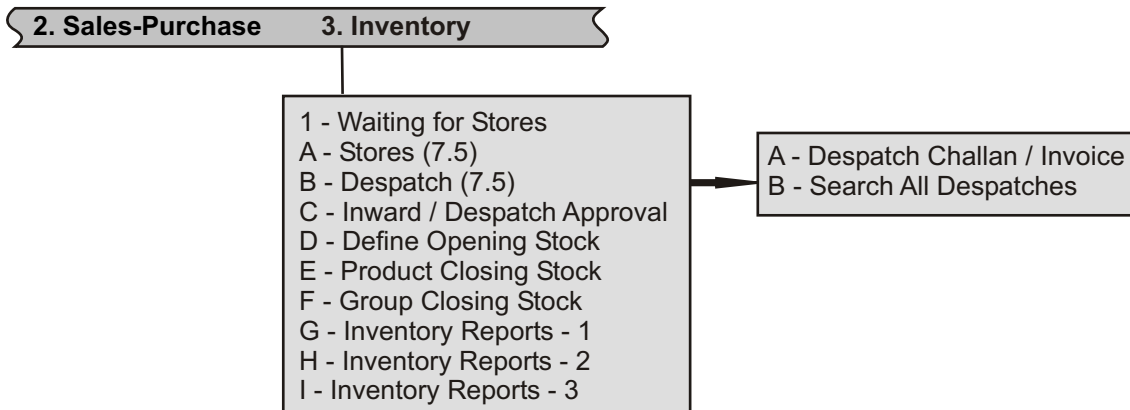 2. Sales-Purchase 3. Inventory
1 - Waiting for Stores
A - Stores (7.5)
B - Despatch (7.5)
C - Inward / Despatch Approval
D - Define Opening Stock
E - Product Closing Stock
F - Group Closing Stock
G - Inventory Reports - 1
H - Inventory Reports - 2
I - Inventory Reports - 3
A - Despatch Challan / Invoice
B - Search All Despatches